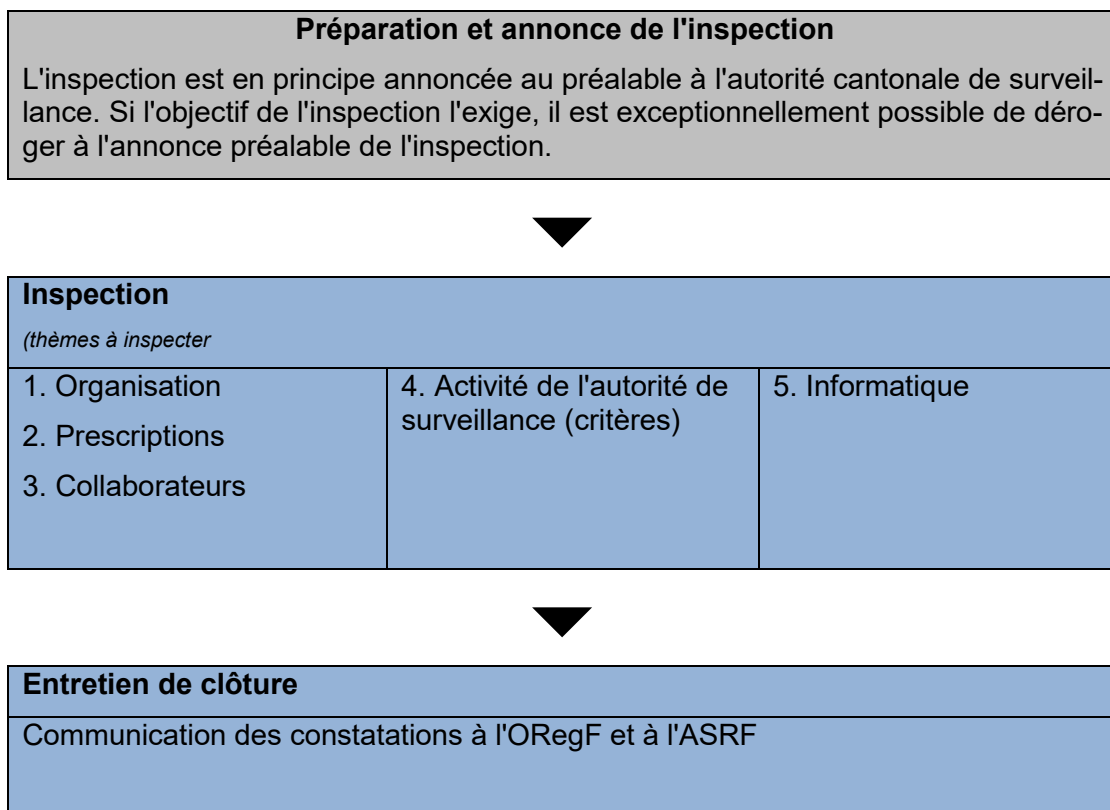 Préparation et annonce de l'inspection
L'inspection est en principe annoncée au préalable à l'autorité cantonale de surveil-
lance. Si l'objectif de l'inspection l'exige, il est exceptionnellement possible de déro-
ger à l'annonce préalable de l'inspection.
Inspection
(thèmes à inspecter
1. Organisation
2. Prescriptions
3. Collaborateurs
4. Activité de l'autorité de
surveillance (critères)
5. Informatique
Entretien de clôture
Communication des constatations à l'ORegF et à l'ASRF